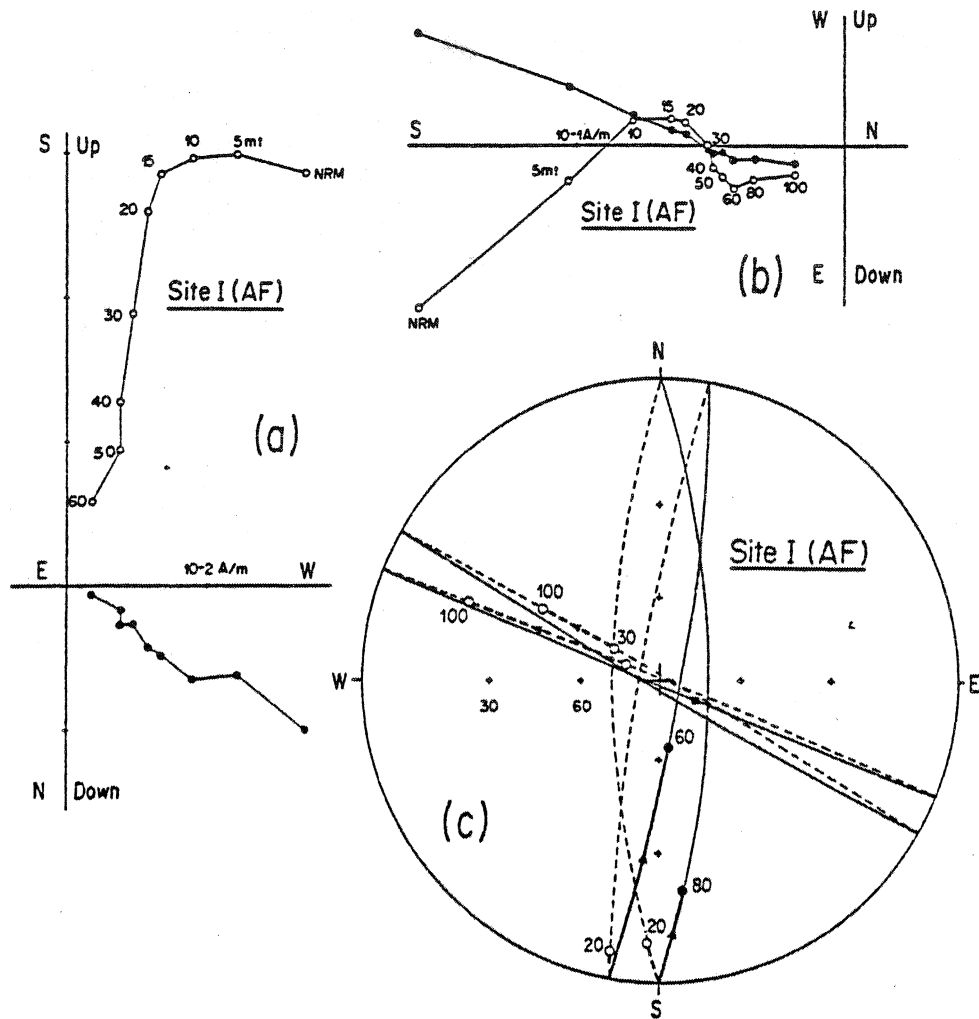 S Up
15 10 5mt
NRM
20
Site I (AF)
30
40
50
60
(a)
E 10-2 A/m W
N Down
W Up
S 10-1A/m N
15 20
10
30
5mt
40
50
60 80 100
Site I (AF)
(b)
E Down
NRM
N
Site I (AF)
100
100
30
W 30 60 E
60
(c)
80
20 20
S